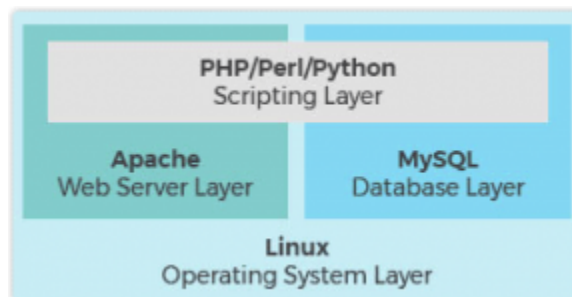 PHP/Perl/Python
Scripting Layer
Apache
Web Server Layer
MySQL
Database Layer
Linux
Operating System Layer